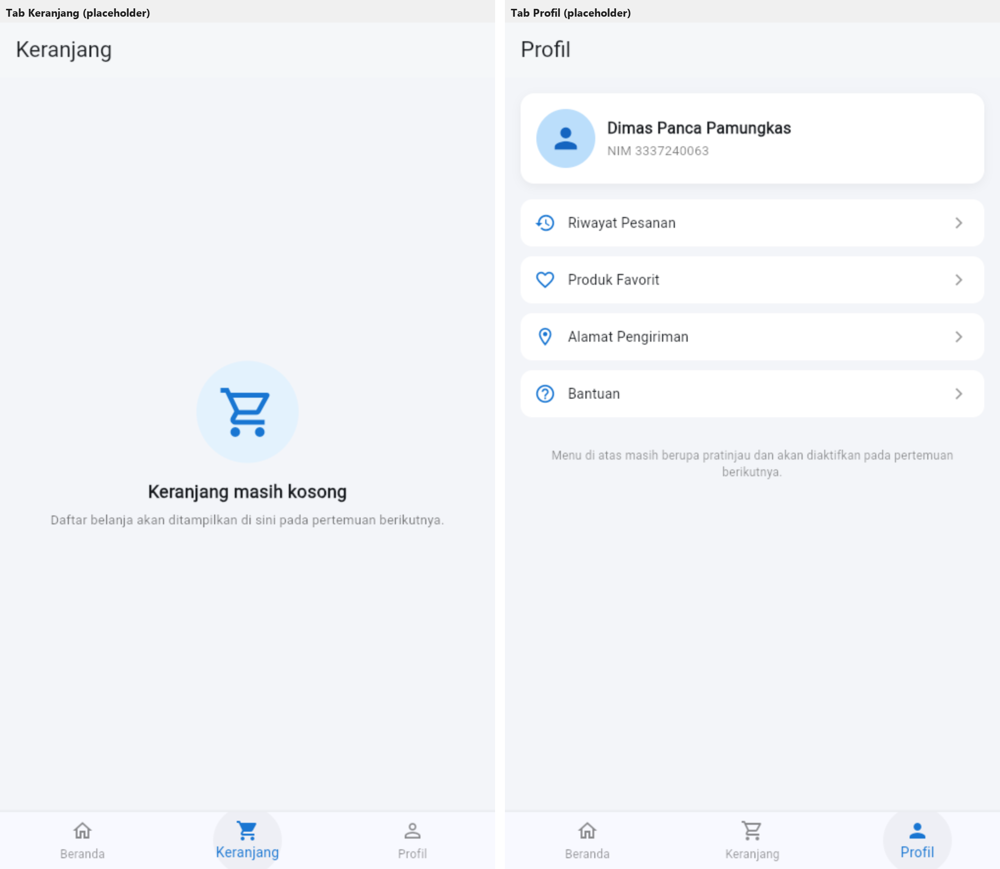 Tab Keranjang (placeholder)
Keranjang
Keranjang masih kosong
Daftar belanja akan ditampilkan di sini pada pertemuan berikutnya.
Beranda
Keranjang
Profil
Tab Profil (placeholder)
Profil
Dimas Panca Pamungkas
NIM 3337240063
Riwayat Pesanan
Produk Favorit
Alamat Pengiriman
Bantuan
Menu di atas masih berupa pratinjau dan akan diaktifkan pada pertemuan
berikutnya.
Beranda
Keranjang
Profil